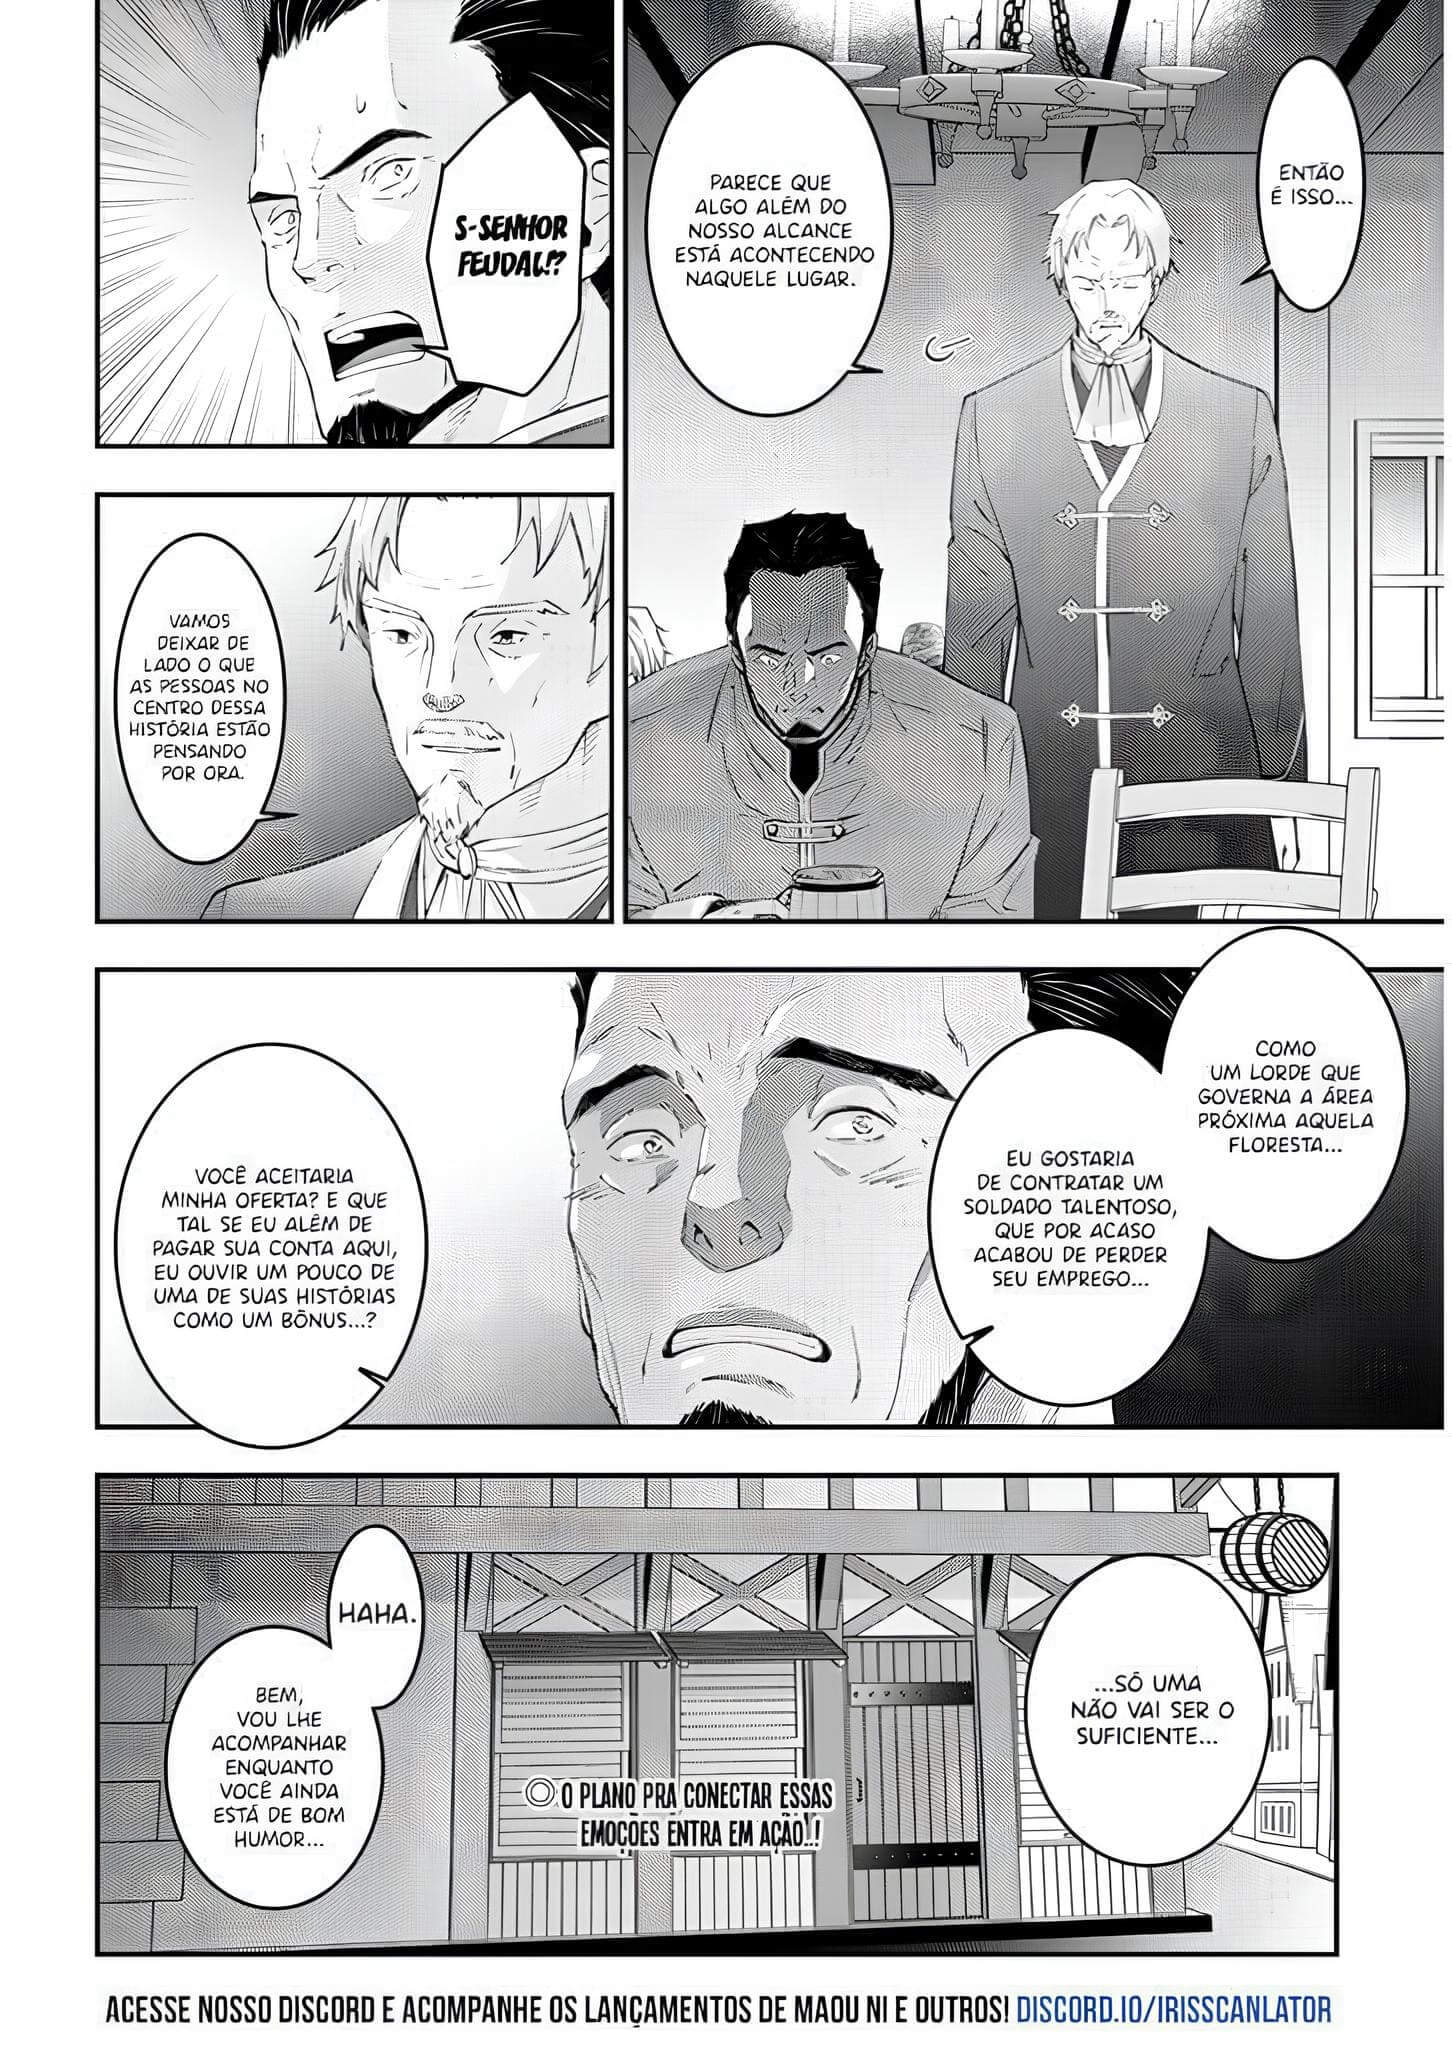 ENTÃO
É ISSO...
PARECE QUE
ALGO ALÉM DO
NOSSO ALCANCE
ESTÁ ACONTECENDO
NAQUELE LUGAR.
S-SENHOR
FEUDAL!?
VAMOS
DEIXAR DE
LADO O QUE
AS PESSOAS NO
CENTRO DESSA
HISTÓRIA ESTÃO
PENSANDO
POR ORA.
COMO
UM LORDE QUE
GOVERNA A ÁREA
PRÓXIMA AQUELA
FLORESTA...
EU GOSTARIA
DE CONTRATAR UM
SOLDADO TALENTOSO,
QUE POR ACASO
ACABOU DE PERDER
SEU EMPREGO...
VOCÊ ACEITARIA
MINHA OFERTA? E QUE
TAL SE EU ALÉM DE
PAGAR SUA CONTA AQUI,
EU OUVIR UM POUCO DE
UMA DE SUAS HISTÓRIAS
COMO UM BÔNUS...?
...SÓ UMA
NÃO VAI SER O
SUFICIENTE...
HAHA.
BEM,
VOU LHE
ACOMPANHAR
ENQUANTO
VOCÊ AINDA
ESTÁ DE BOM
HUMOR...
O PLANO PRA CONECTAR ESSAS
EMOÇÕES ENTRA EM AÇÃO..!
ACESSE NOSSO DISCORD E ACOMPANHE OS LANÇAMENTOS DE MAOU NI E OUTROS! DISCORD.IO/IRISSCANLATOR